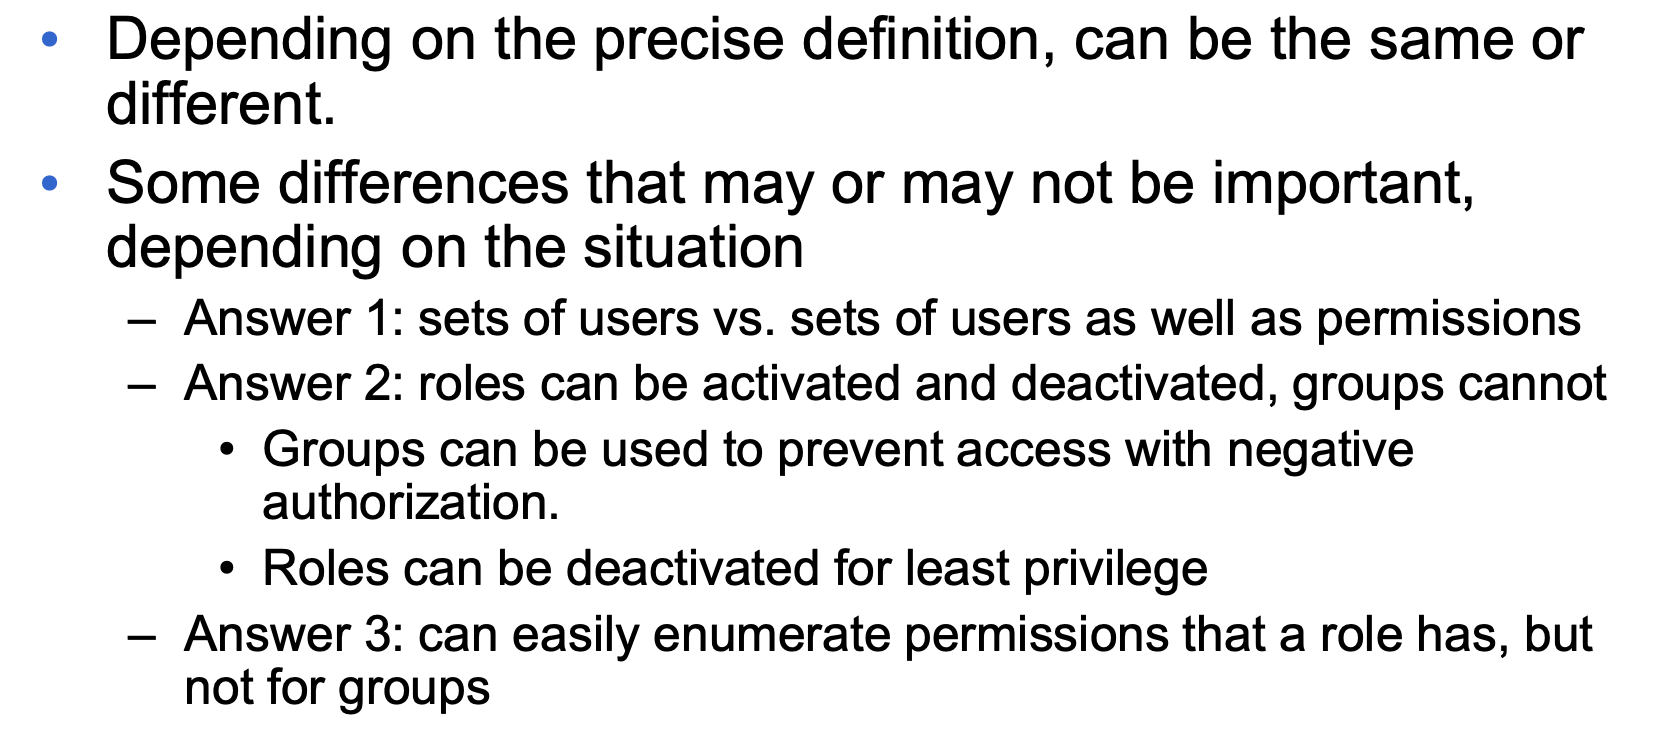 • Depending on the precise definition, can be the same or
different.
• Some differences that may or may not be important,
depending on the situation
– Answer 1: sets of users vs. sets of users as well as permissions
– Answer 2: roles can be activated and deactivated, groups cannot
• Groups can be used to prevent access with negative
authorization.
• Roles can be deactivated for least privilege
– Answer 3: can easily enumerate permissions that a role has, but
not for groups